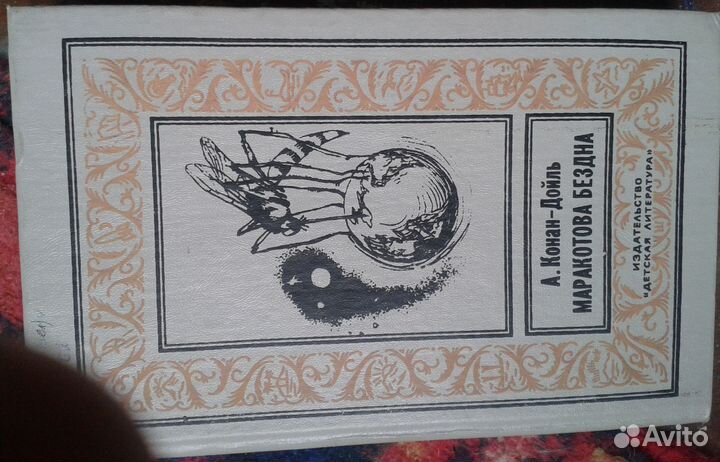 А. Конан-Дойль
МАРАКОТОВА БЕЗДНА
ИЗДАТЕЛЬСТВО
"ДЕТСКАЯ ЛИТЕРАТУРА"
Avito